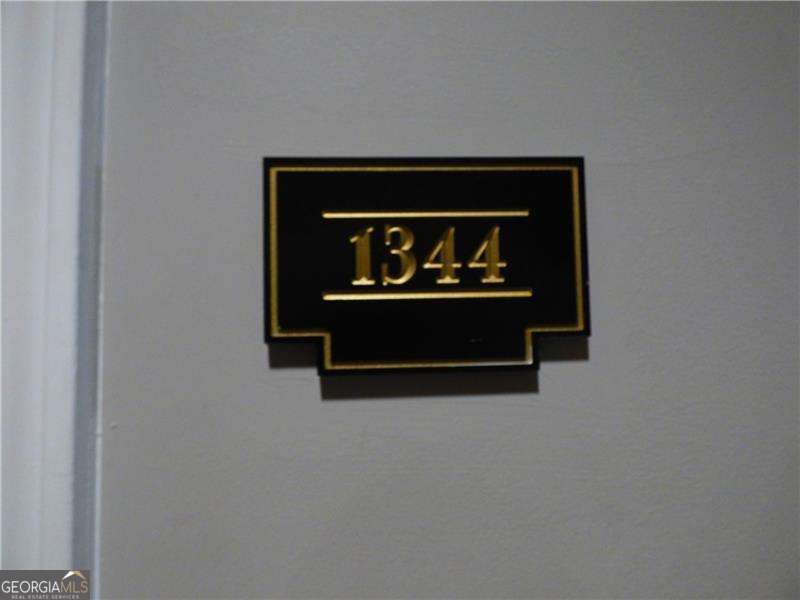 1344
GEORGIAMLS
REAL ESTATE SERVICES